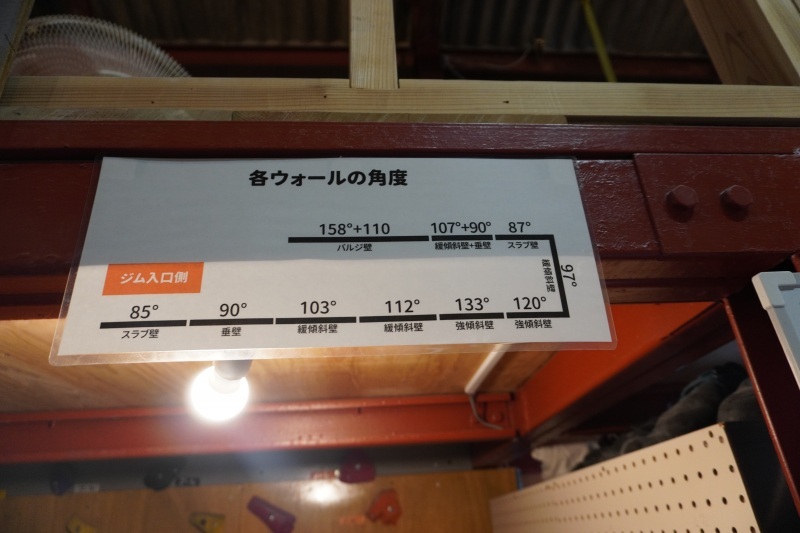 各ウォールの角度
158°+110 107°+90° 87°
バルジ壁 緩傾斜壁+垂壁 スラブ壁
97°
緩傾斜壁
ジム入口側
85° 90° 103° 112° 133° 120°
スラブ壁 垂壁 緩傾斜壁 緩傾斜壁 強傾斜壁 強傾斜壁